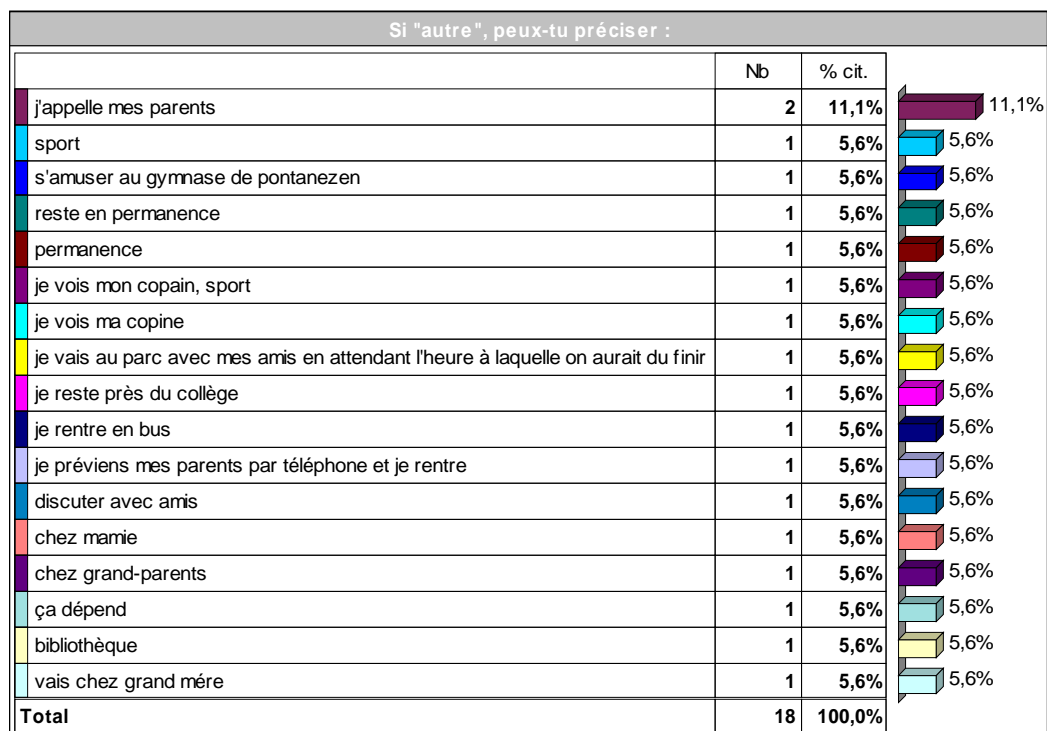 Si "autre", peux-tu préciser :
Nb % cit.
j'appelle mes parents 2 11,1% 11,1%
sport 1 5,6% 5,6%
s'amuser au gymnase de pontanezen 1 5,6% 5,6%
reste en permanence 1 5,6% 5,6%
permanence 1 5,6% 5,6%
je vois mon copain, sport 1 5,6% 5,6%
je vois ma copine 1 5,6% 5,6%
je vais au parc avec mes amis en attendant l'heure à laquelle on aurait du finir 1 5,6% 5,6%
je reste près du collège 1 5,6% 5,6%
je rentre en bus 1 5,6% 5,6%
je préviens mes parents par téléphone et je rentre 1 5,6% 5,6%
discuter avec amis 1 5,6% 5,6%
chez mamie 1 5,6% 5,6%
chez grand-parents 1 5,6% 5,6%
ça dépend 1 5,6% 5,6%
bibliothèque 1 5,6% 5,6%
vais chez grand mére 1 5,6% 5,6%
Total 18 100,0%